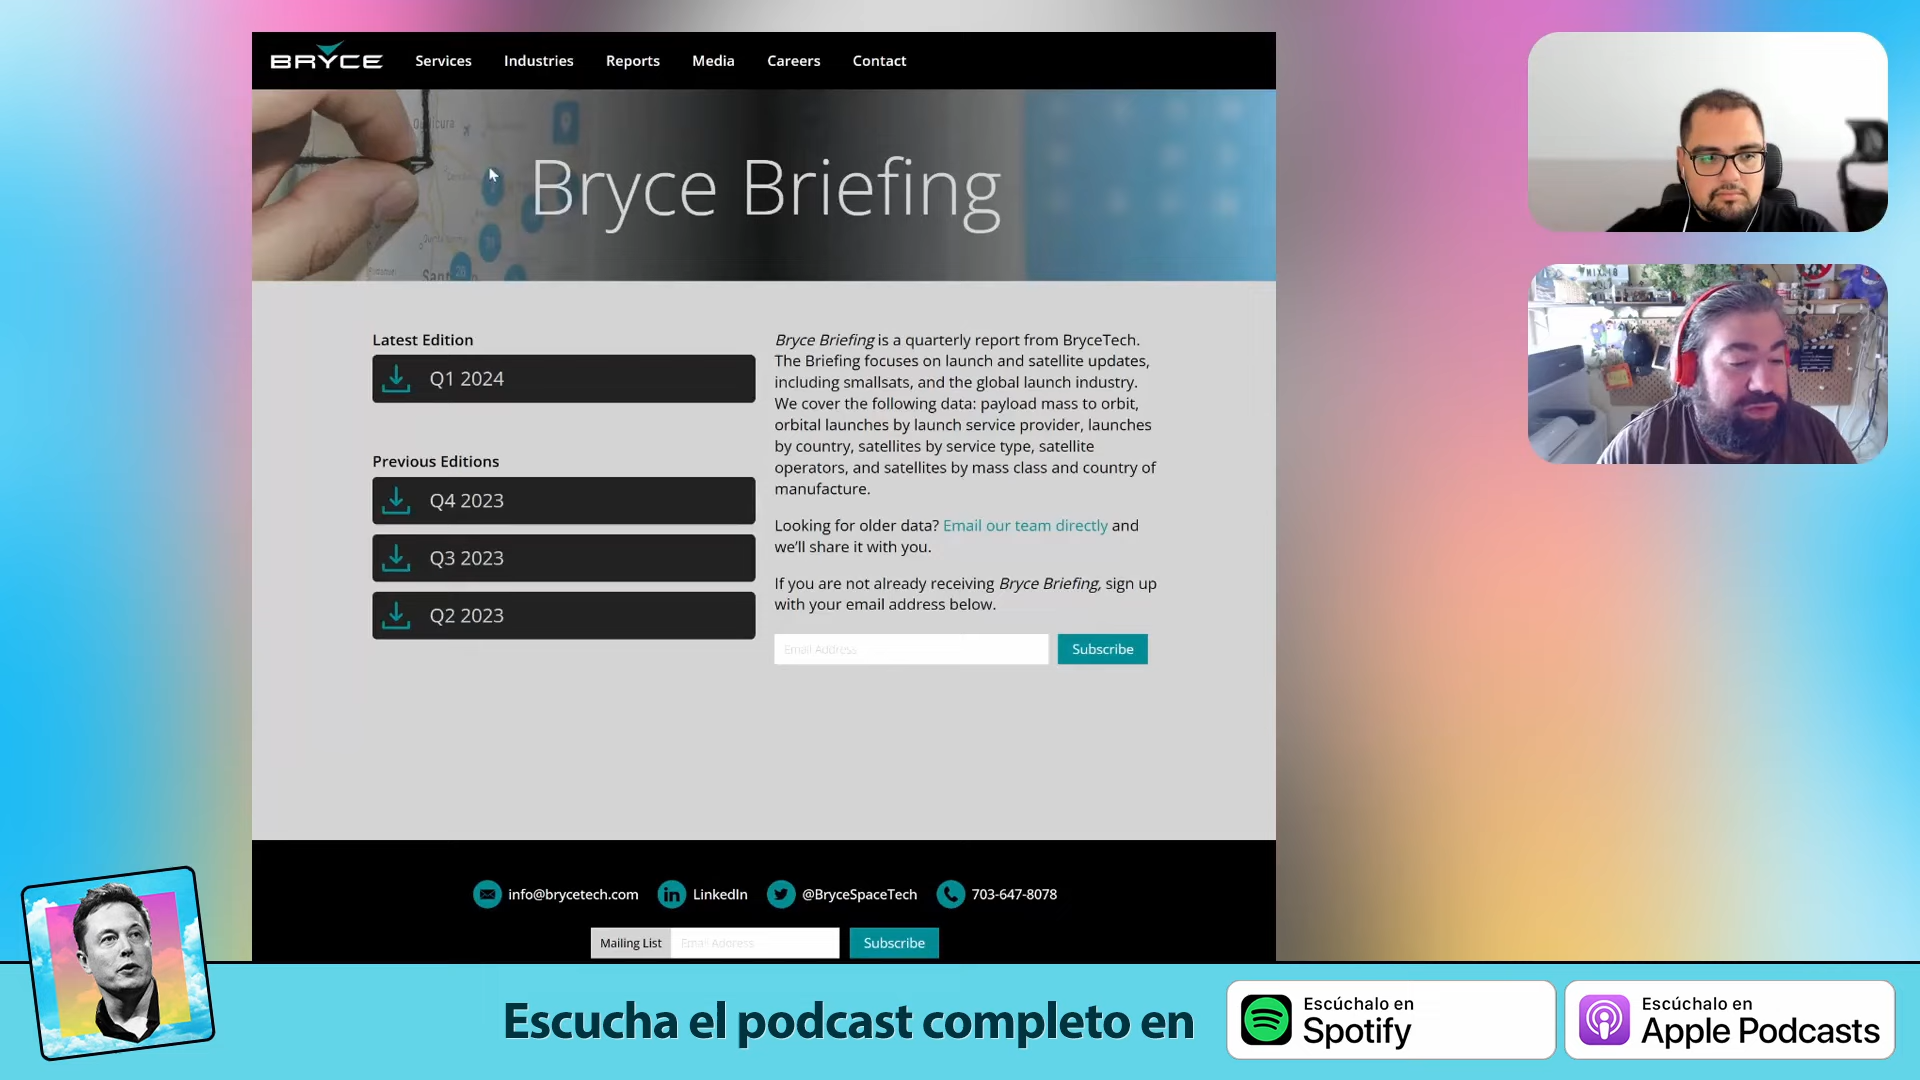 BRYCE Services Industries Reports Media Careers Contact
Bryce Briefing
Latest Edition
Q1 2024
Previous Editions
Q4 2023
Q3 2023
Q2 2023
Bryce Briefing is a quarterly report from BryceTech.
The Briefing focuses on launch and satellite updates,
including smallsats, and the global launch industry.
We cover the following data: payload mass to orbit,
orbital launches by launch service provider, launches
by country, satellites by service type, satellite
operators, and satellites by mass class and country of
manufacture.
Looking for older data? Email our team directly and
we'll share it with you.
If you are not already receiving Bryce Briefing, sign up
with your email address below.
Email Address Subscribe
info@brycetech.com LinkedIn @BryceSpaceTech 703-647-8078
Mailing List Email Address Subscribe
Escucha el podcast completo en
Escúchalo en
Spotify
Escúchalo en
Apple Podcasts